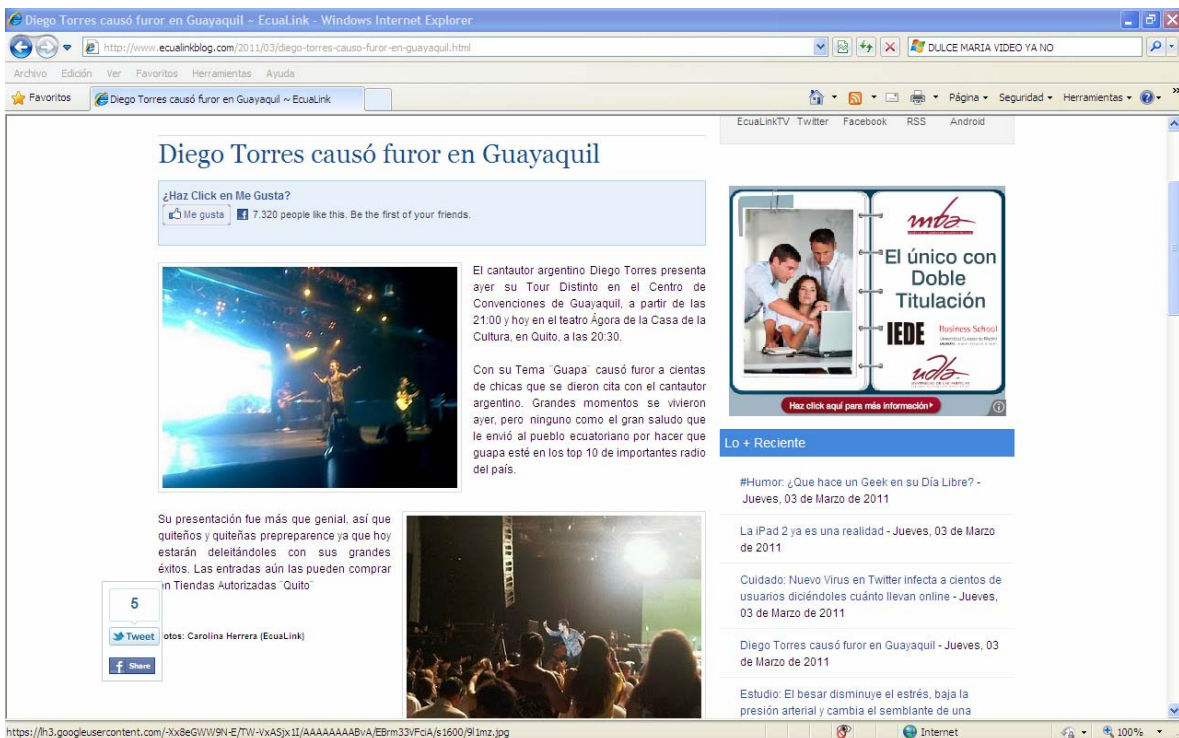 Diego Torres causó furor en Guayaquil ~ EcuaLink - Windows Internet Explorer
http://www.ecualinkblog.com/2011/03/diego-torres-causo-furor-en-guayaquil.html
DULCE MARIA VIDEO YA NO
Archivo Edición Ver Favoritos Herramientas Ayuda
Favoritos
Diego Torres causó furor en Guayaquil ~ EcuaLink
Página Seguridad Herramientas
Diego Torres causó furor en Guayaquil
¿Haz Click en Me Gusta?
Me gusta 7.320 people like this. Be the first of your friends.
El cantautor argentino Diego Torres presenta
ayer su Tour Distinto en el Centro de
Convenciones de Guayaquil, a partir de las
21:00 y hoy en el teatro Ágora de la Casa de la
Cultura, en Quito, a las 20:30.
Con su Tema ¨Guapa¨ causó furor a cientas
de chicas que se dieron cita con el cantautor
argentino. Grandes momentos se vivieron
ayer, pero ninguno como el gran saludo que
le envió al pueblo ecuatoriano por hacer que
guapa esté en los top 10 de importantes radio
del país.
Su presentación fue más que genial, así que
quiteños y quiteñas prepreparence ya que hoy
estarán deleitándoles con sus grandes
éxitos. Las entradas aún las pueden comprar
en Tiendas Autorizadas ¨Quito¨
5
Tweet
Share
otos: Carolina Herrera (EcuaLink)
EcuaLinkTV Twitter Facebook RSS Android
mba
El único con
Doble
Titulación
IEDE Business School
udla
Haz click aquí para más información
Lo + Reciente
#Humor: ¿Que hace un Geek en su Día Libre? -
Jueves, 03 de Marzo de 2011
La iPad 2 ya es una realidad - Jueves, 03 de Marzo
de 2011
Cuidado: Nuevo Virus en Twitter infecta a cientos de
usuarios diciéndoles cuánto llevan online - Jueves,
03 de Marzo de 2011
Diego Torres causó furor en Guayaquil - Jueves, 03
de Marzo de 2011
Estudio: El besar disminuye el estrés, baja la
presión arterial y cambia el semblante de una
https://lh3.googleusercontent.com/-Xx8eGWW9N-E/TW-VxASjx1I/AAAAAAAABvA/EBrm33VFciA/s1600/9l1mz.jpg
Internet
100%